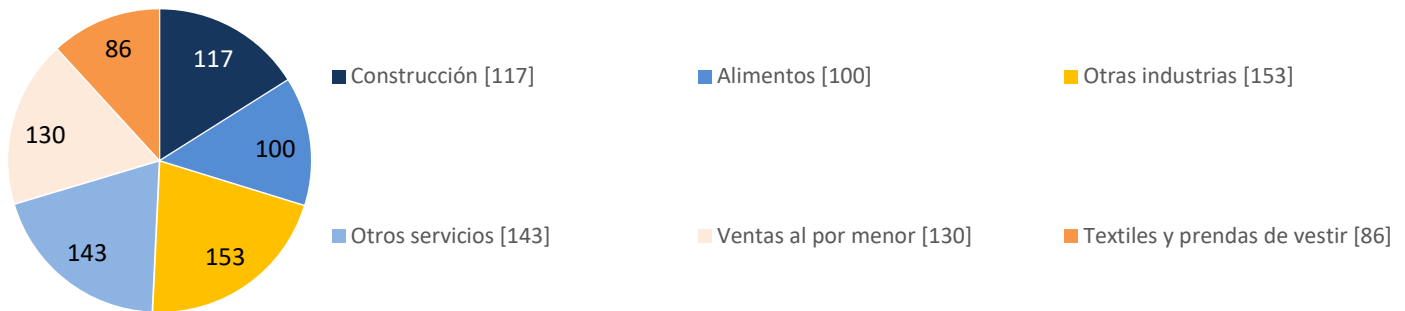 86
117
130
100
143
153
Construcción [117]
Alimentos [100]
Otras industrias [153]
Otros servicios [143]
Ventas al por menor [130]
Textiles y prendas de vestir [86]